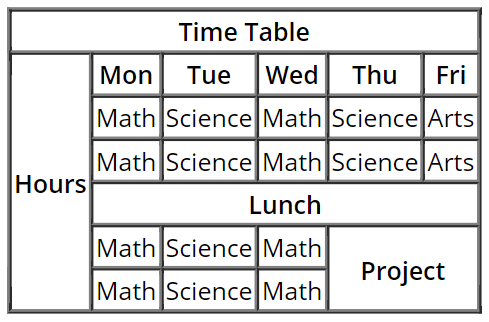 Time Table
Hours Mon Tue Wed Thu Fri
Math Science Math Science Arts
Math Science Math Science Arts
Lunch
Math Science Math Project
Math Science Math